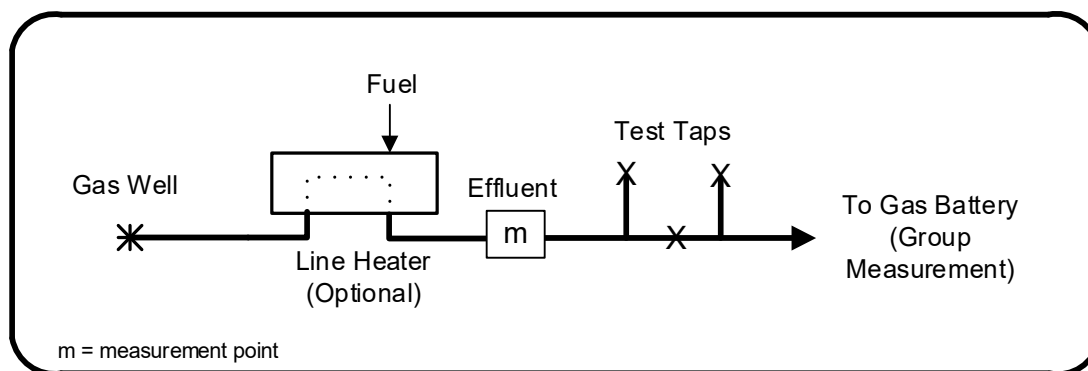 Fuel
Test Taps
Gas Well
Effluent
m
To Gas Battery
(Group
Measurement)
Line Heater
(Optional)
m = measurement point